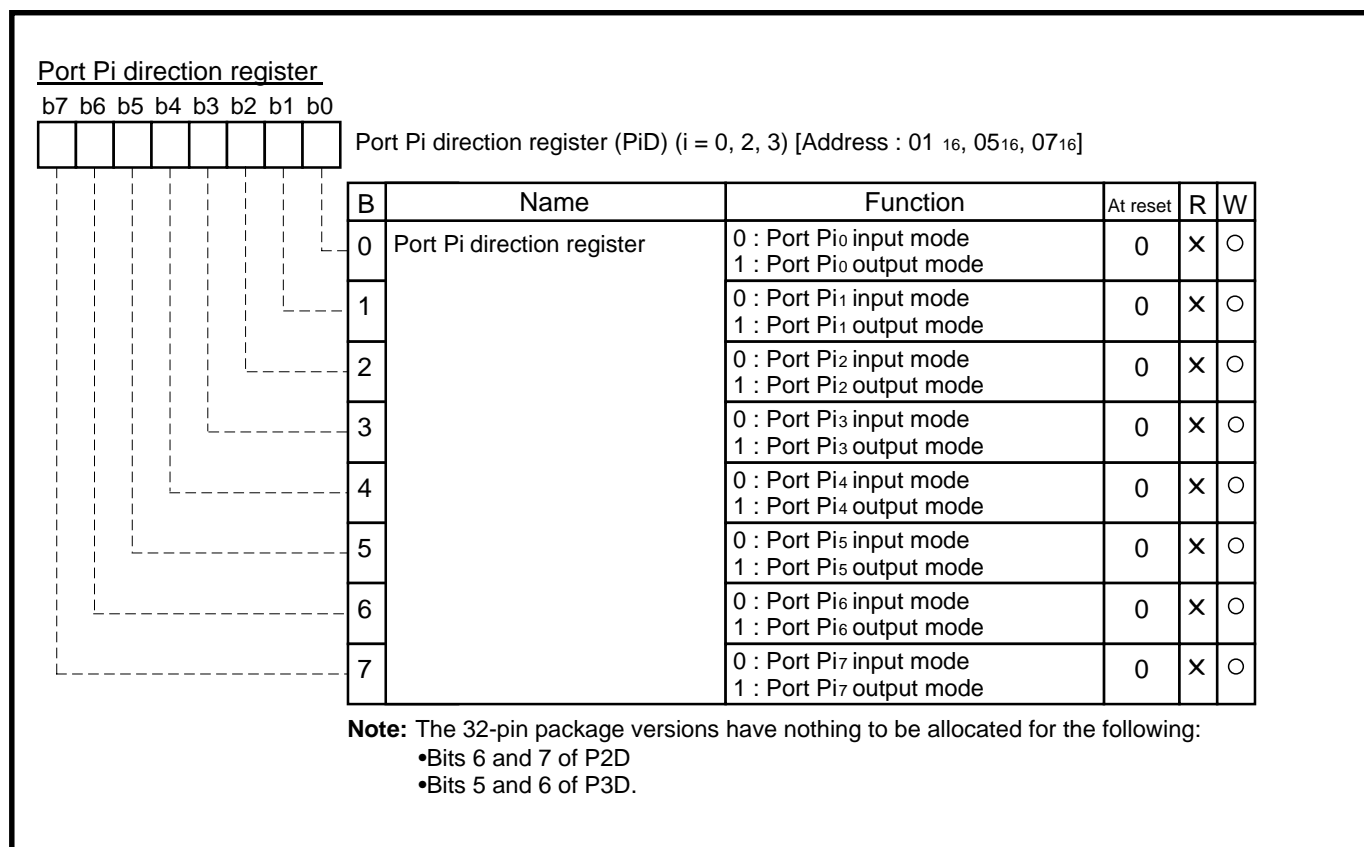 Port Pi direction register
b7 b6 b5 b4 b3 b2 b1 b0
Port Pi direction register (PiD) (i = 0, 2, 3) [Address : 01 16, 0516, 0716]
B Name Function At reset R W
0 Port Pi direction register 0 : Port Pi0 input mode 0 × ○
1 : Port Pi0 output mode
1 0 : Port Pi1 input mode 0 × ○
1 : Port Pi1 output mode
2 0 : Port Pi2 input mode 0 × ○
1 : Port Pi2 output mode
3 0 : Port Pi3 input mode 0 × ○
1 : Port Pi3 output mode
4 0 : Port Pi4 input mode 0 × ○
1 : Port Pi4 output mode
5 0 : Port Pi5 input mode 0 × ○
1 : Port Pi5 output mode
6 0 : Port Pi6 input mode 0 × ○
1 : Port Pi6 output mode
7 0 : Port Pi7 input mode 0 × ○
1 : Port Pi7 output mode
Note: The 32-pin package versions have nothing to be allocated for the following:
•Bits 6 and 7 of P2D
•Bits 5 and 6 of P3D.